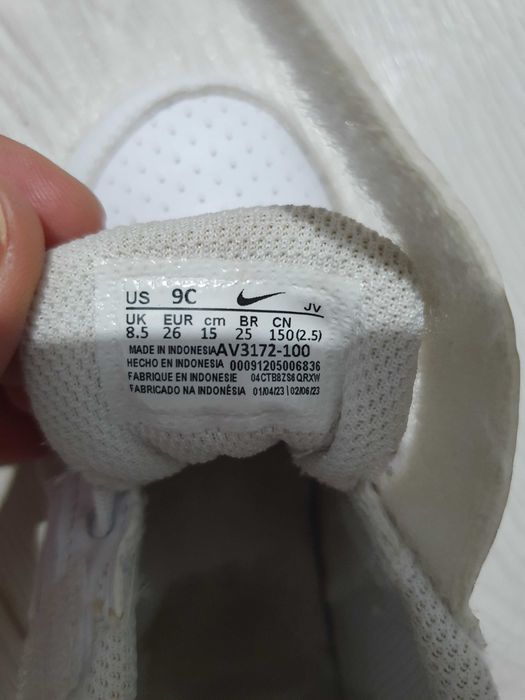 US 9C JV
UK EUR cm BR CN
8.5 26 15 25 150(2.5)
MADE IN INDONESIA AV3172-100
HECHO EN INDONESIA 00091205006836
FABRIQUE EN INDONESIE 04CTB8ZS6QRXW
FABRICADO NA INDONÉSIA 01/04/23 | 02/06/23